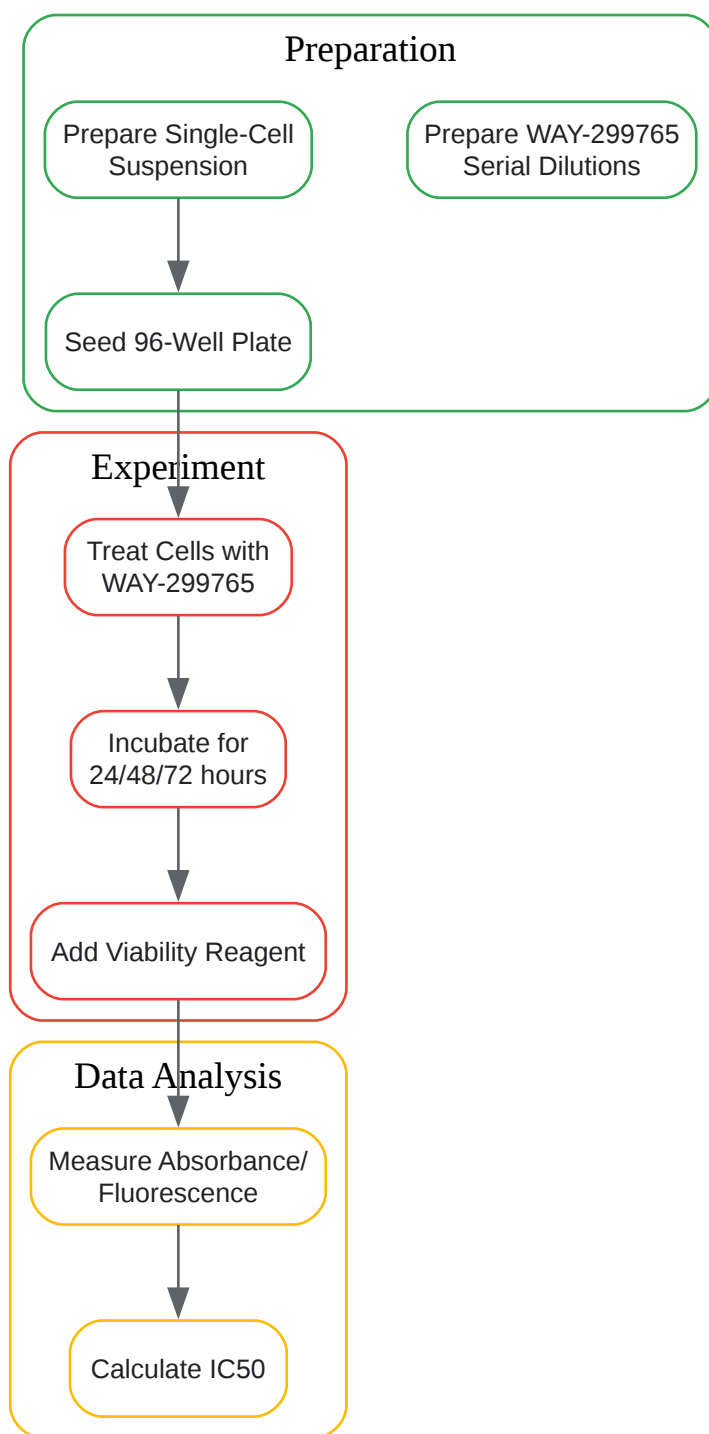 Preparation
Prepare Single-Cell
Suspension
Prepare WAY-299765
Serial Dilutions
Seed 96-Well Plate
Experiment
Treat Cells with
WAY-299765
Incubate for
24/48/72 hours
Add Viability Reagent
Data Analysis
Measure Absorbance/
Fluorescence
Calculate IC50